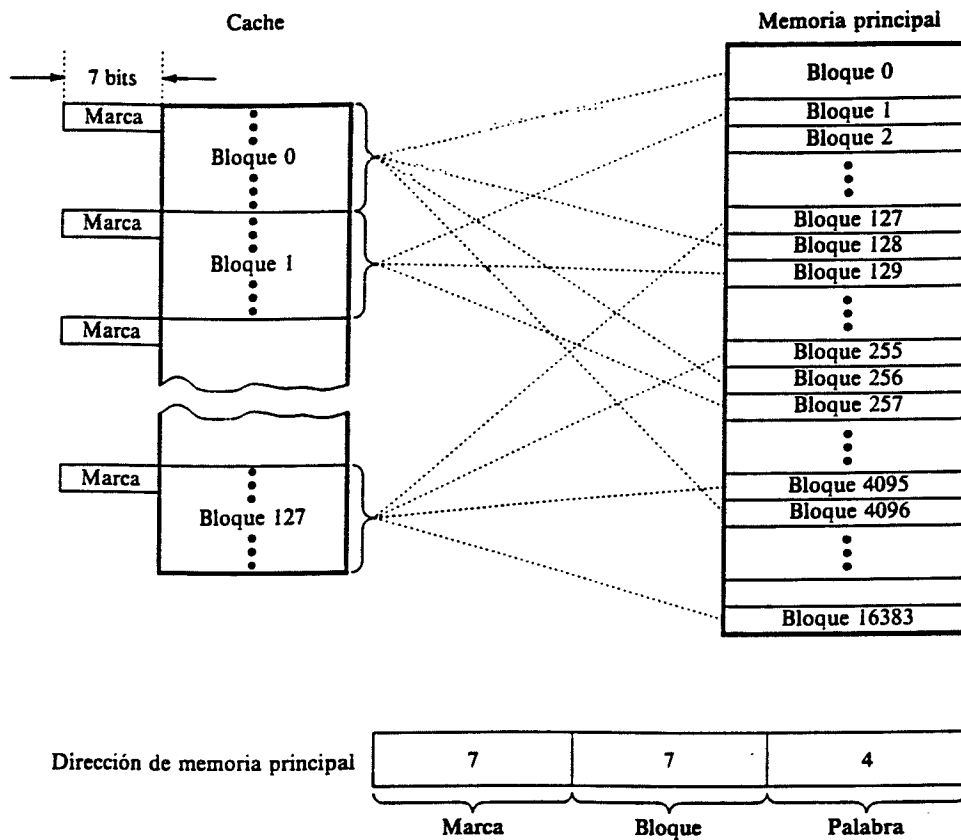 Cache
Memoria principal
7 bits
Marca
Bloque 0
Marca
Bloque 1
Marca
Marca
Bloque 127
Bloque 0
Bloque 1
Bloque 2
Bloque 127
Bloque 128
Bloque 129
Bloque 255
Bloque 256
Bloque 257
Bloque 4095
Bloque 4096
Bloque 16383
Dirección de memoria principal
7
7
4
Marca
Bloque
Palabra